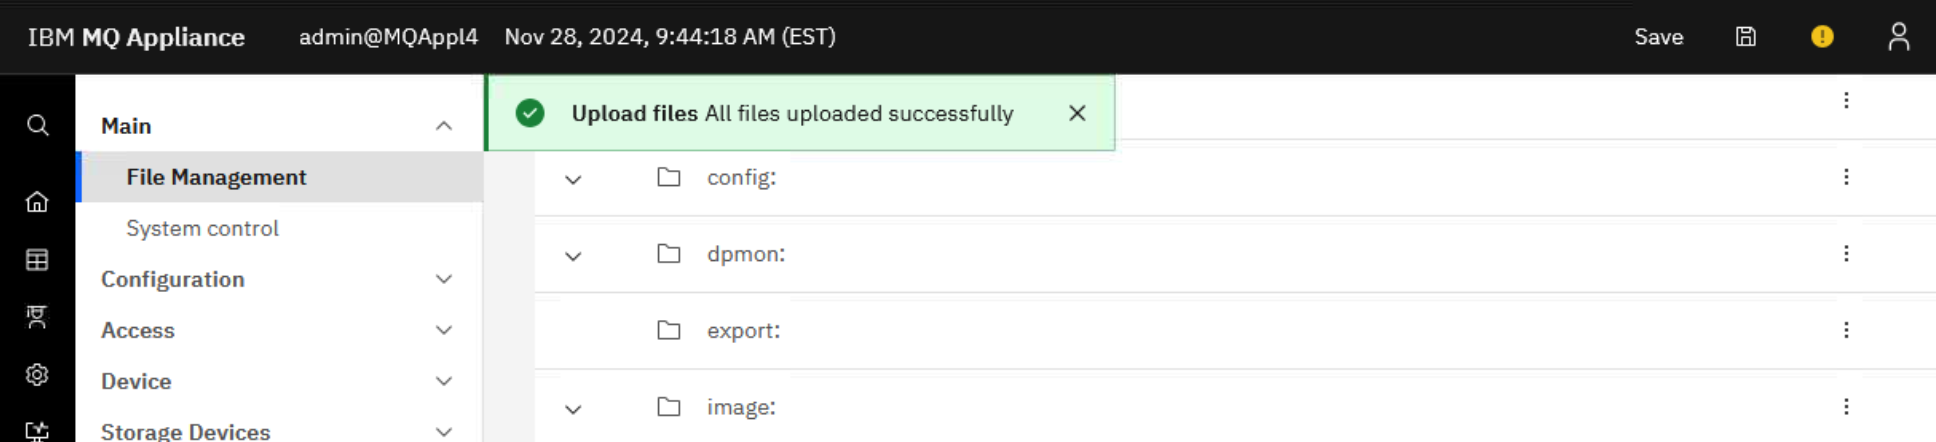 IBM MQ Appliance admin@MQAppl4 Nov 28, 2024, 9:44:18 AM (EST) Save
Upload files All files uploaded successfully
Main
File Management
System control
Configuration
Access
Device
Storage Devices
config:
dpmon:
export:
image: